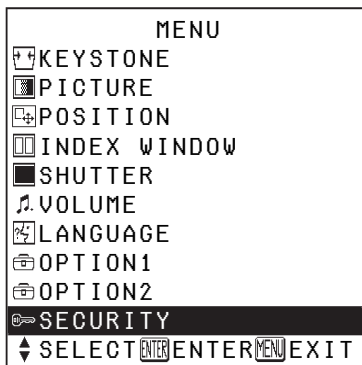 MENU
KEYSTONE
PICTURE
POSITION
INDEX WINDOW
SHUTTER
VOLUME
LANGUAGE
OPTION1
OPTION2
SECURITY
SELECT ENTER ENTER MENU EXIT